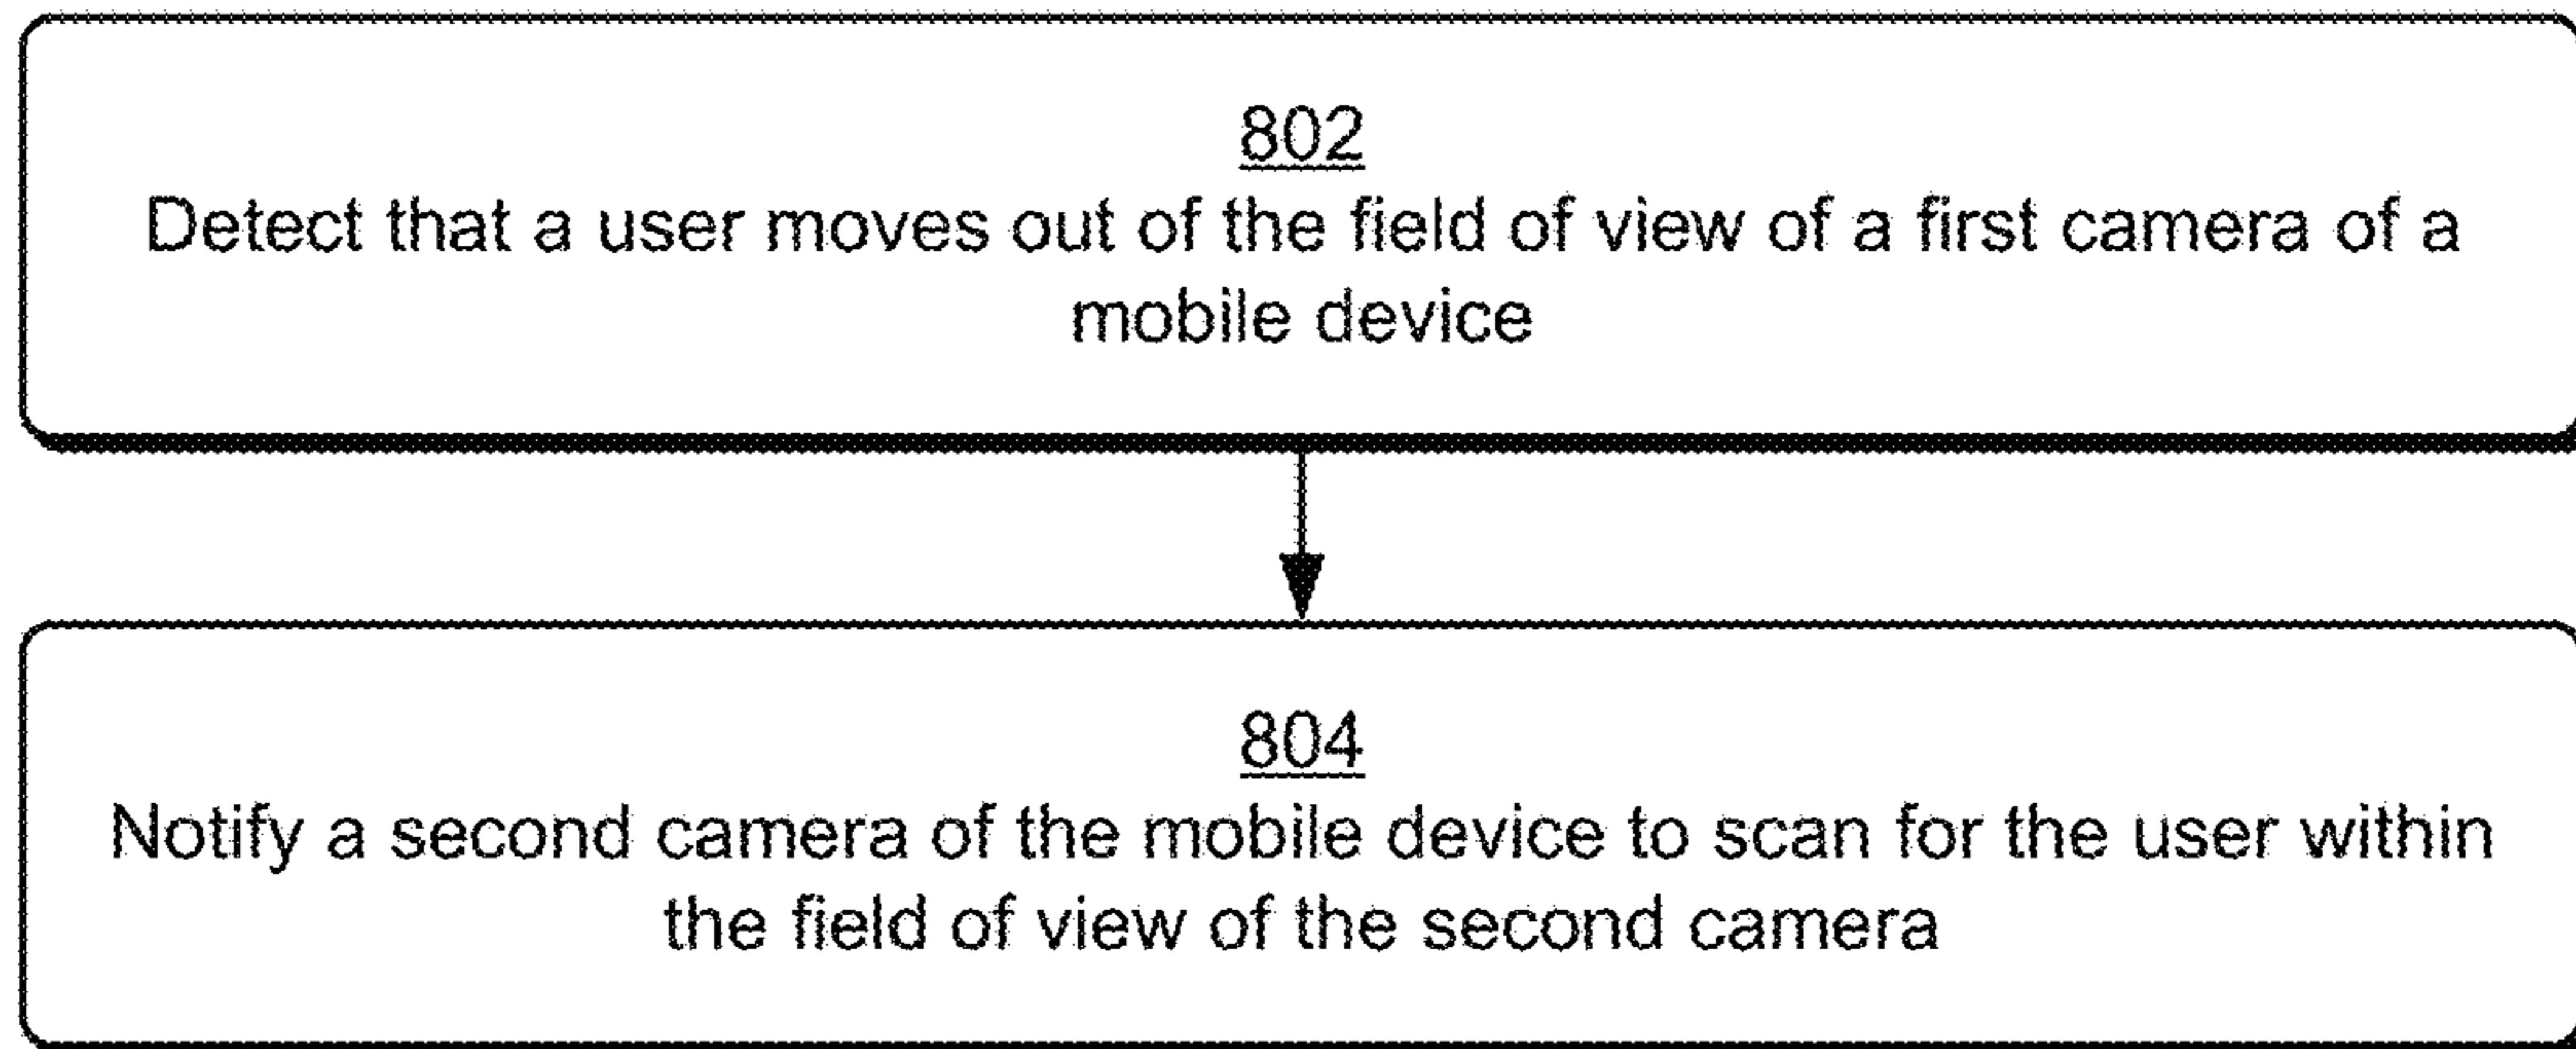 802
Detect that a user moves out of the field of view of a first camera of a
mobile device
804
Notify a second camera of the mobile device to scan for the user within
the field of view of the second camera